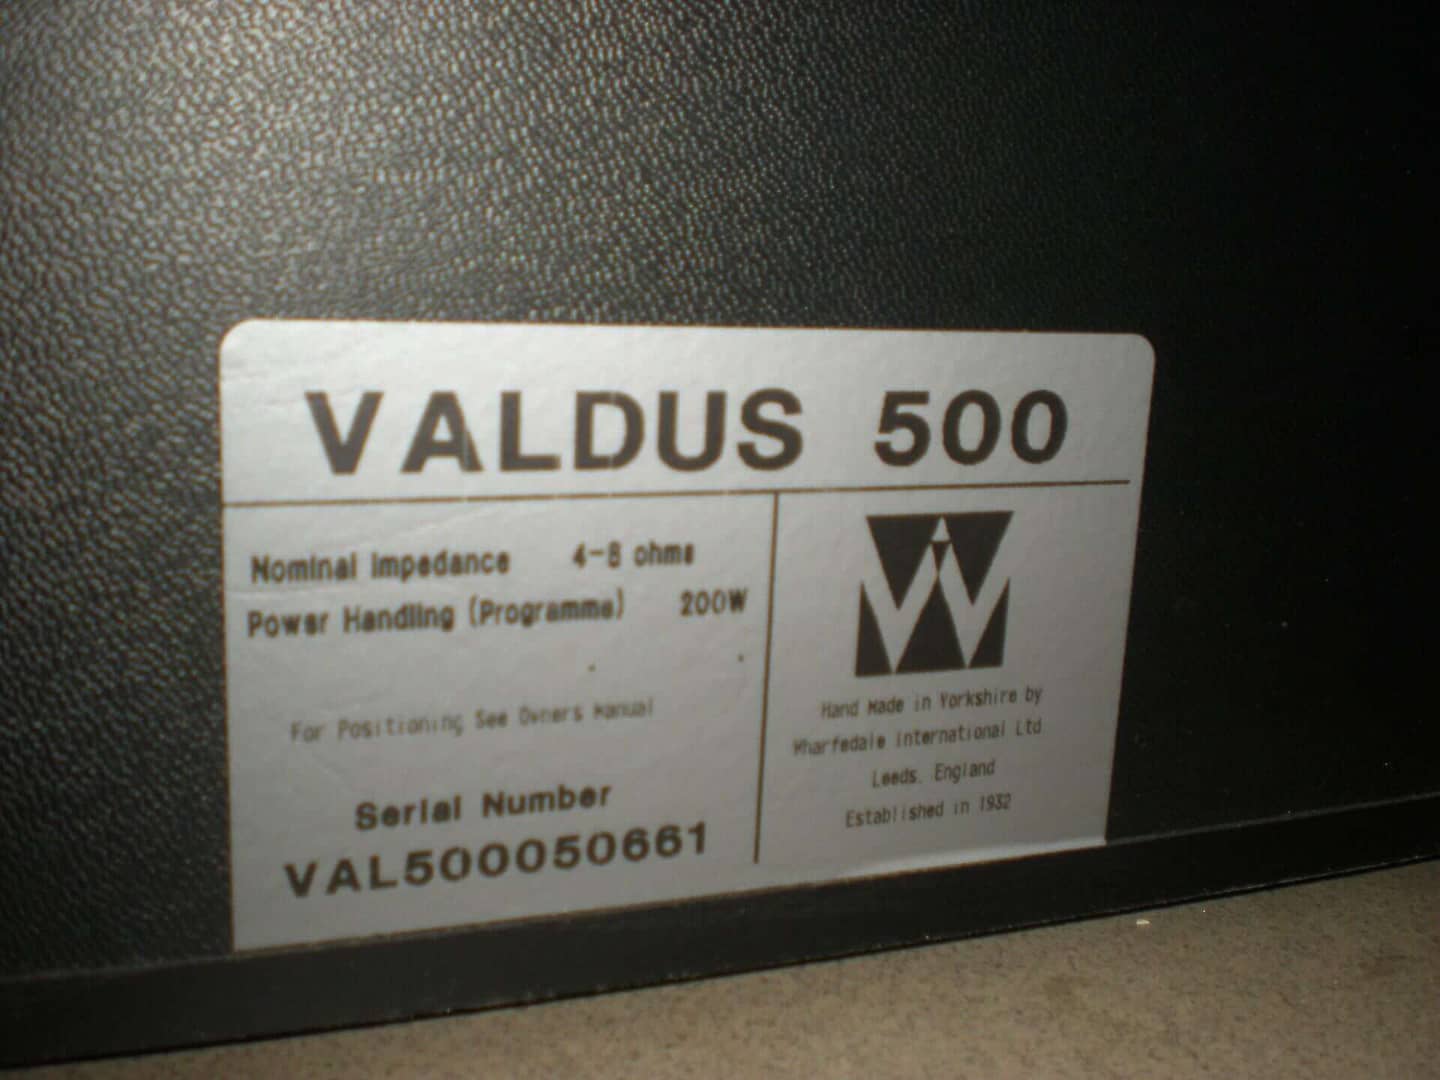 VALDUS 500
Nominal Impedance 4-8 ohms
Power Handling (Programme) 200W
For Positioning See Owners Manual
Serial Number
VAL500050661
Hand Made in Yorkshire by
Wharfedale International Ltd
Leeds. England
Established in 1932